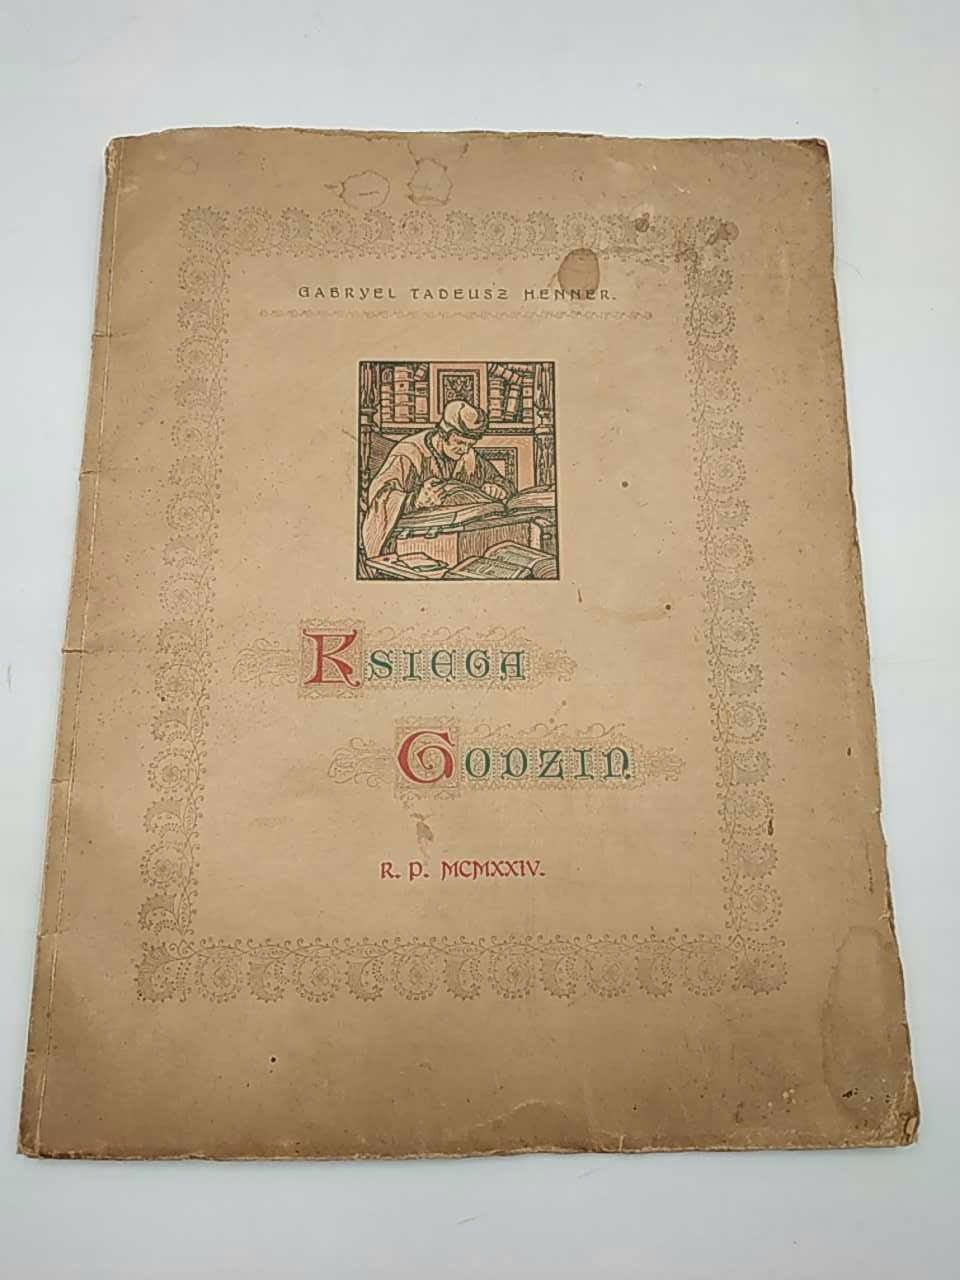 GABRYEL TADEUSZ HENNER.
KSIĘGA
GODZIN
R. P. MCMXXIV.